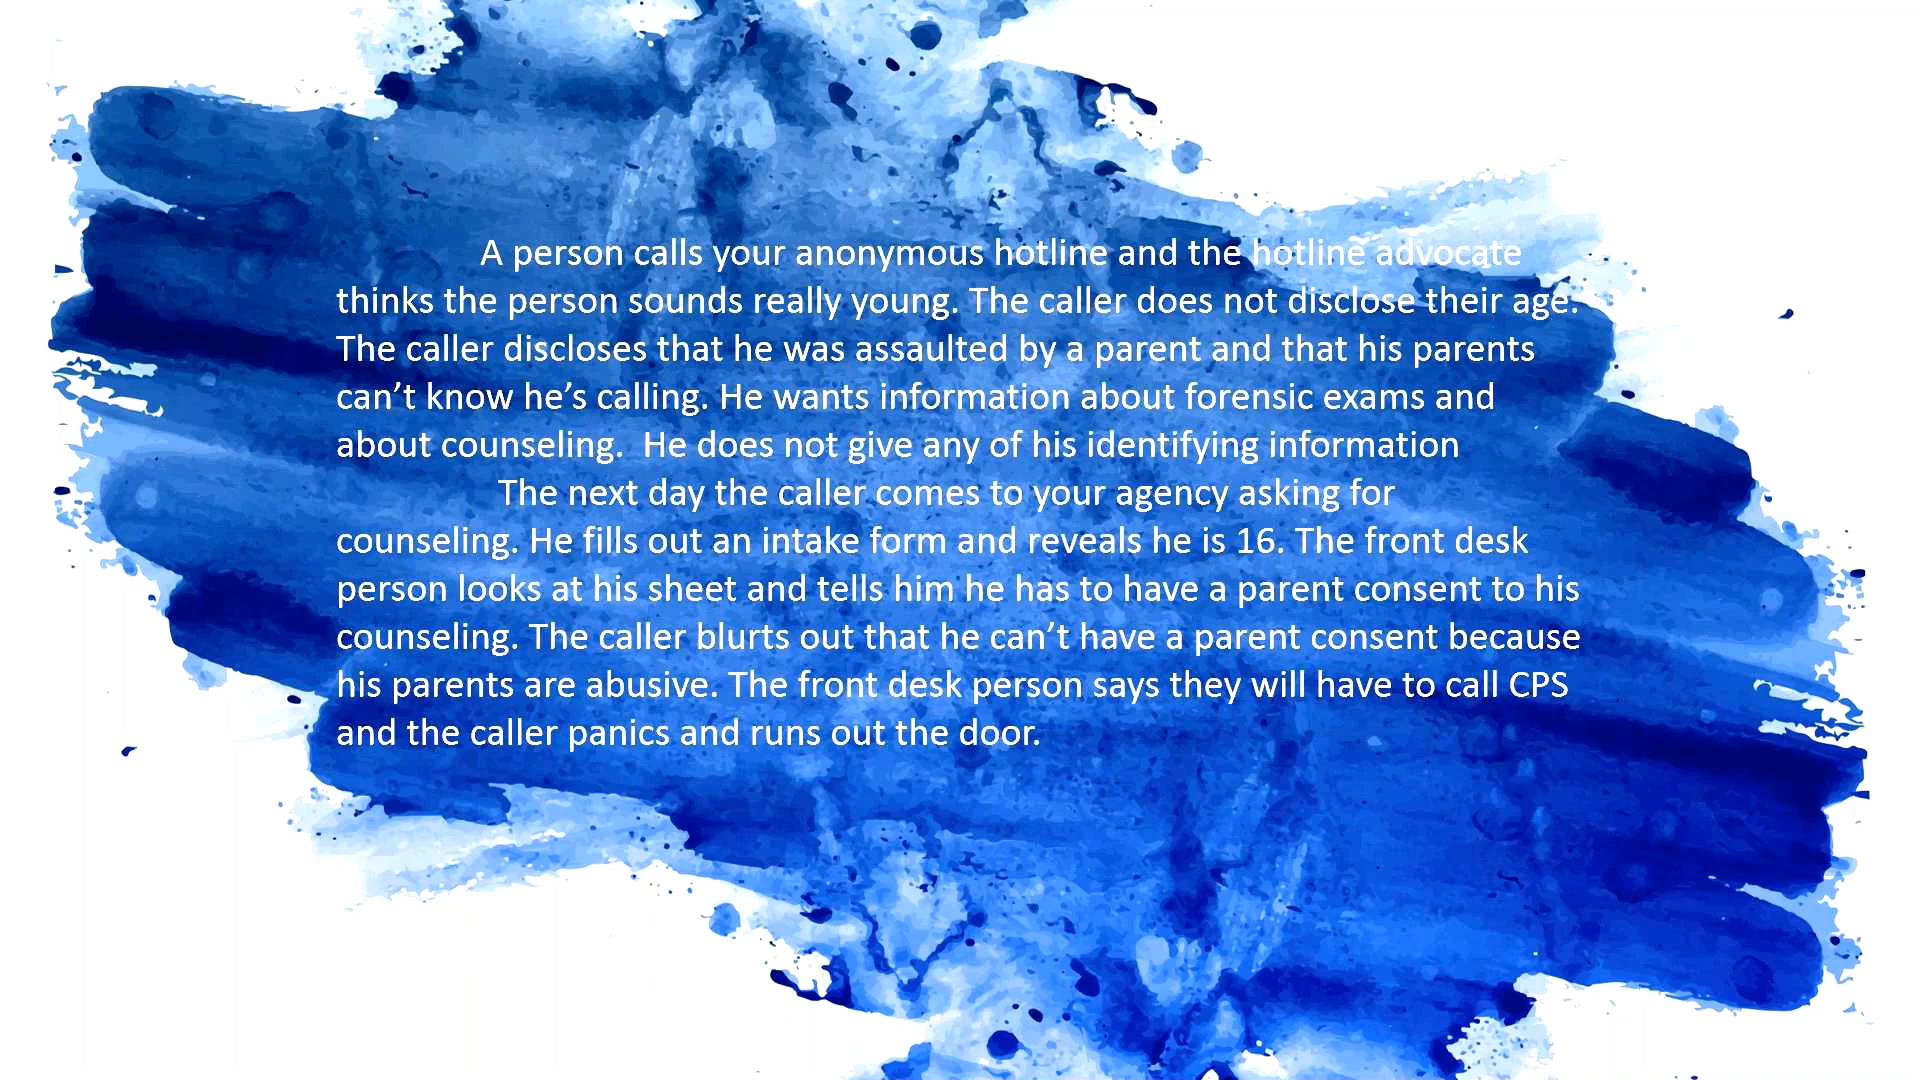 A person calls your anonymous hotline and the hotline advocate
thinks the person sounds really young. The caller does not disclose their age.
The caller discloses that he was assaulted by a parent and that his parents
can’t know he’s calling. He wants information about forensic exams and
about counseling.  He does not give any of his identifying information
The next day the caller comes to your agency asking for
counseling. He fills out an intake form and reveals he is 16. The front desk
person looks at his sheet and tells him he has to have a parent consent to his
counseling. The caller blurts out that he can’t have a parent consent because
his parents are abusive. The front desk person says they will have to call CPS
and the caller panics and runs out the door.